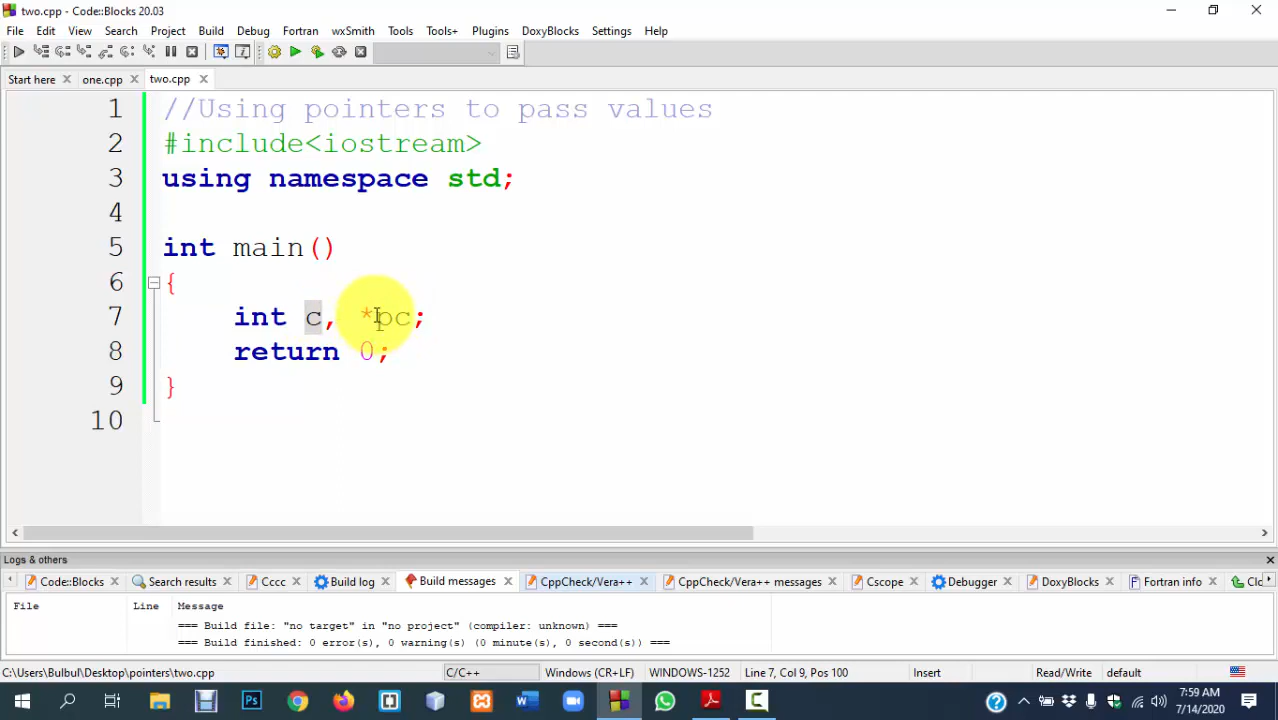 two.cpp - Code::Blocks 20.03
File Edit View Search Project Build Debug Fortran wxSmith Tools Tools+ Plugins DoxyBlocks Settings Help
Start here one.cpp two.cpp
1 //Using pointers to pass values
2 #include<iostream>
3 using namespace std;
4
5 int main()
6 {
7 int c, *pc;
8 return 0;
9 }
10
Logs & others
Code::Blocks Search results Cccc Build log Build messages CppCheck/Vera++ CppCheck/Vera++ messages Cscope Debugger DoxyBlocks Fortran info Clo
File Line Message
=== Build file: "no target" in "no project" (compiler: unknown) ===
=== Build finished: 0 error(s), 0 warning(s) (0 minute(s), 0 second(s)) ===
C:\Users\Bulbul\Desktop\pointers\two.cpp C/C++ Windows (CR+LF) WINDOWS-1252 Line 7, Col 9, Pos 100 Insert Read/Write default
7:59 AM
7/14/2020